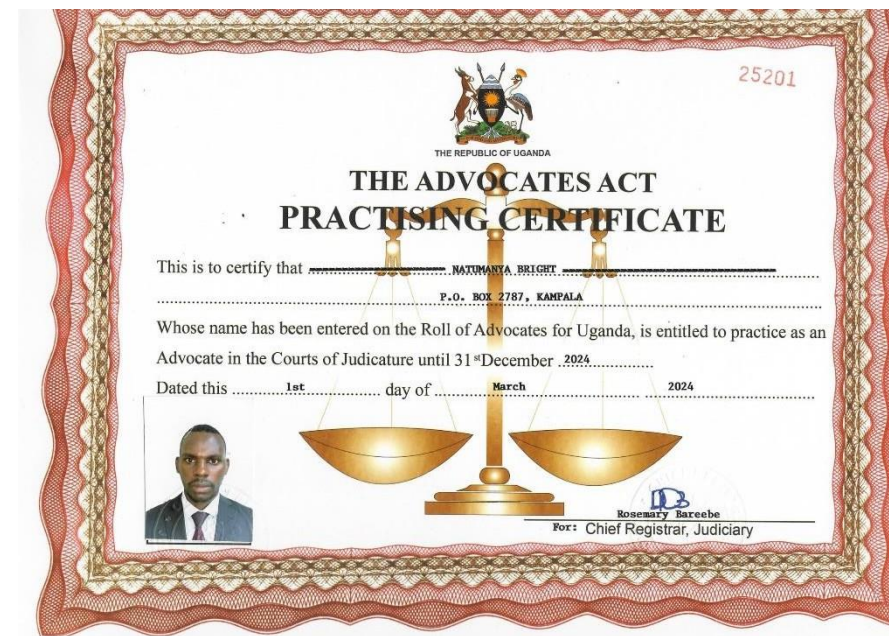 25201
THE REPUBLIC OF UGANDA
THE ADVOCATES ACT
PRACTISING CERTIFICATE
This is to certify that NATUMANYA BRIGHT
P.O. BOX 2787, KAMPALA
Whose name has been entered on the Roll of Advocates for Uganda, is entitled to practice as an
Advocate in the Courts of Judicature until 31st December 2024
Dated this 1st day of March 2024
Rosemary Bareebe
For: Chief Registrar, Judiciary